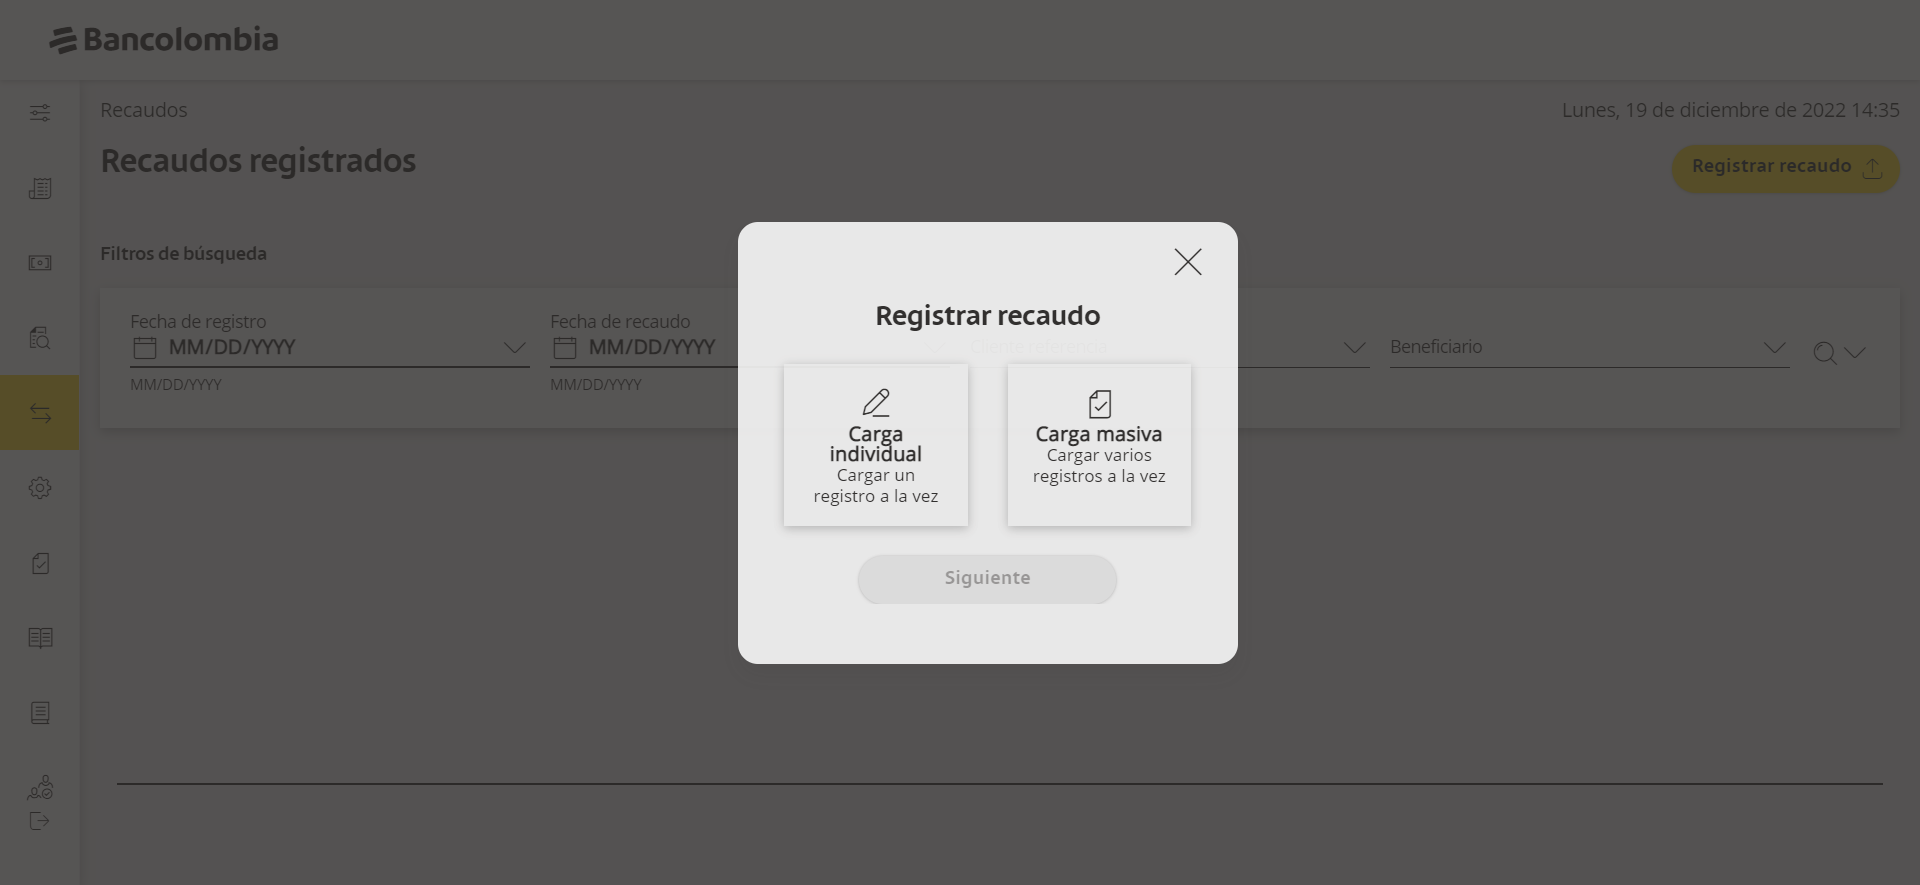 Bancolombia
Recaudos
Lunes, 19 de diciembre de 2022 14:35
Recaudos registrados
Registrar recaudo
Filtros de búsqueda
Fecha de registro
MM/DD/YYYY
MM/DD/YYYY
Fecha de recaudo
MM/DD/YYYY
MM/DD/YYYY
Cliente referencia
Beneficiario
Registrar recaudo
Carga
individual
Cargar un
registro a la vez
Carga masiva
Cargar varios
registros a la vez
Siguiente